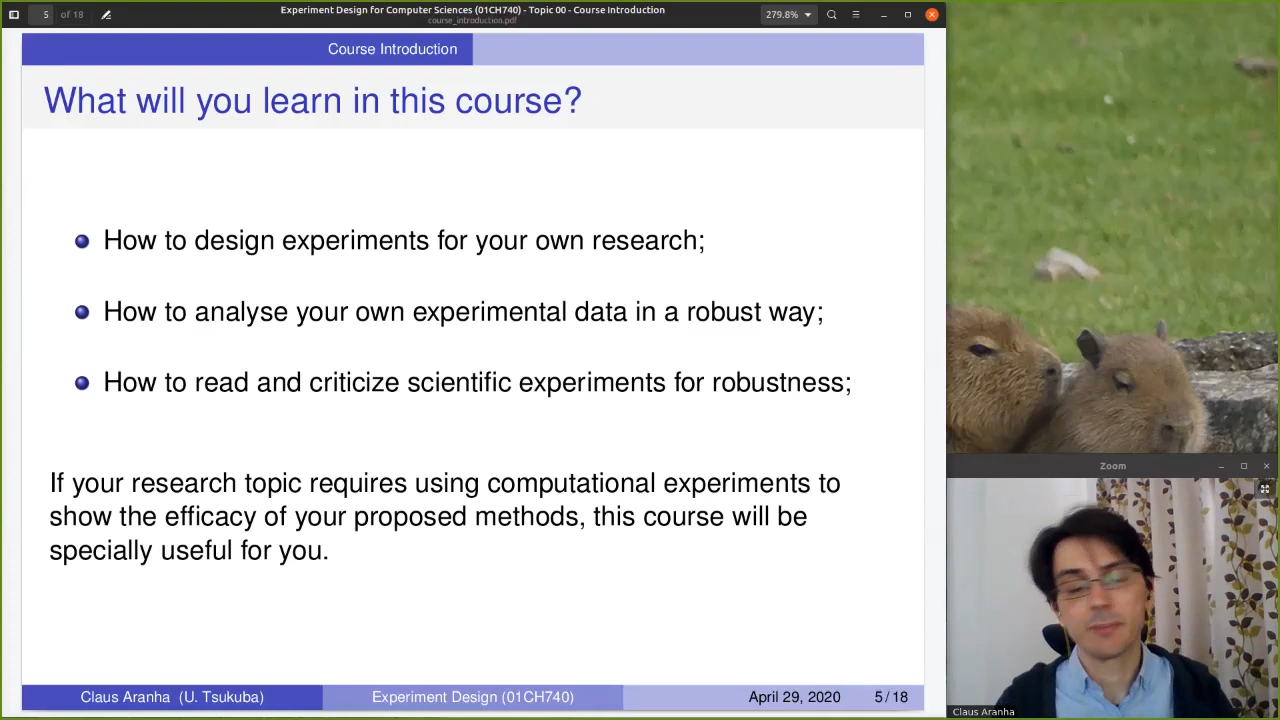 Experiment Design for Computer Sciences (01CH740) - Topic 00 - Course Introduction
course_introduction.pdf
5 of 18
279.8%
Course Introduction
What will you learn in this course?
How to design experiments for your own research;
How to analyse your own experimental data in a robust way;
How to read and criticize scientific experiments for robustness;
If your research topic requires using computational experiments to
show the efficacy of your proposed methods, this course will be
specially useful for you.
Claus Aranha (U. Tsukuba)
Experiment Design (01CH740)
April 29, 2020
5 / 18
Zoom
Claus Aranha